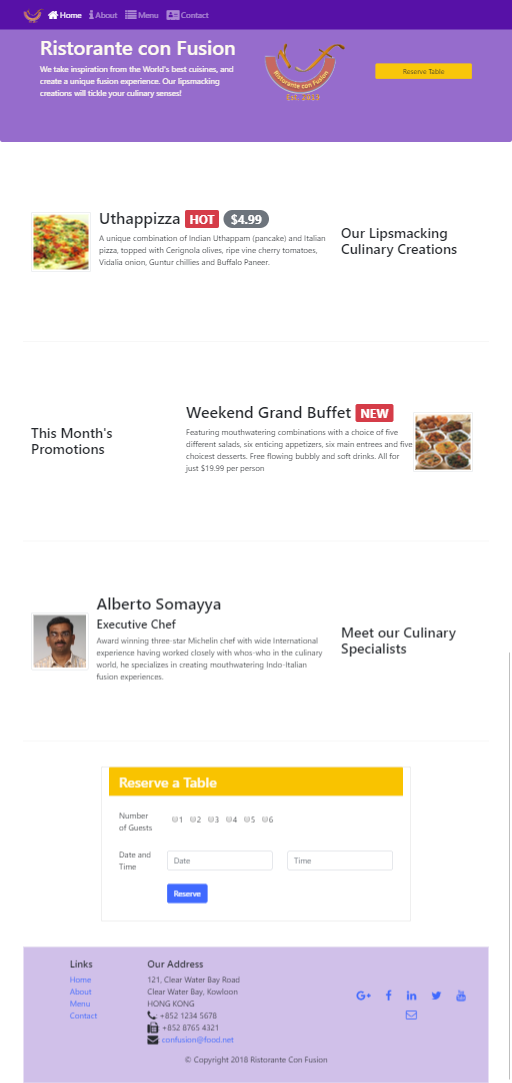 Home About Menu Contact
Ristorante con Fusion
We take inspiration from the World's best cuisines, and
create a unique fusion experience. Our lipsmacking
creations will tickle your culinary senses!
Ristorante con Fusion
Est. 2013
Reserve Table
Uthappizza HOT $4.99
A unique combination of Indian Uthappam (pancake) and Italian
pizza, topped with Cerignola olives, ripe vine cherry tomatoes,
Vidalia onion, Guntur chillies and Buffalo Paneer.
Our Lipsmacking
Culinary Creations
This Month's
Promotions
Weekend Grand Buffet NEW
Featuring mouthwatering combinations with a choice of five
different salads, six enticing appetizers, six main entrees and five
choicest desserts. Free flowing bubbly and soft drinks. All for
just $19.99 per person
Alberto Somayya
Executive Chef
Award winning three-star Michelin chef with wide International
experience having worked closely with whos-who in the culinary
world, he specializes in creating mouthwatering Indo-Italian
fusion experiences.
Meet our Culinary
Specialists
Reserve a Table
Number
of Guests
1 2 3 4 5 6
Date and
Time
Date
Time
Reserve
Links
Home
About
Menu
Contact
Our Address
121, Clear Water Bay Road
Clear Water Bay, Kowloon
HONG KONG
: +852 1234 5678
: +852 8765 4321
: confusion@food.net
© Copyright 2018 Ristorante Con Fusion